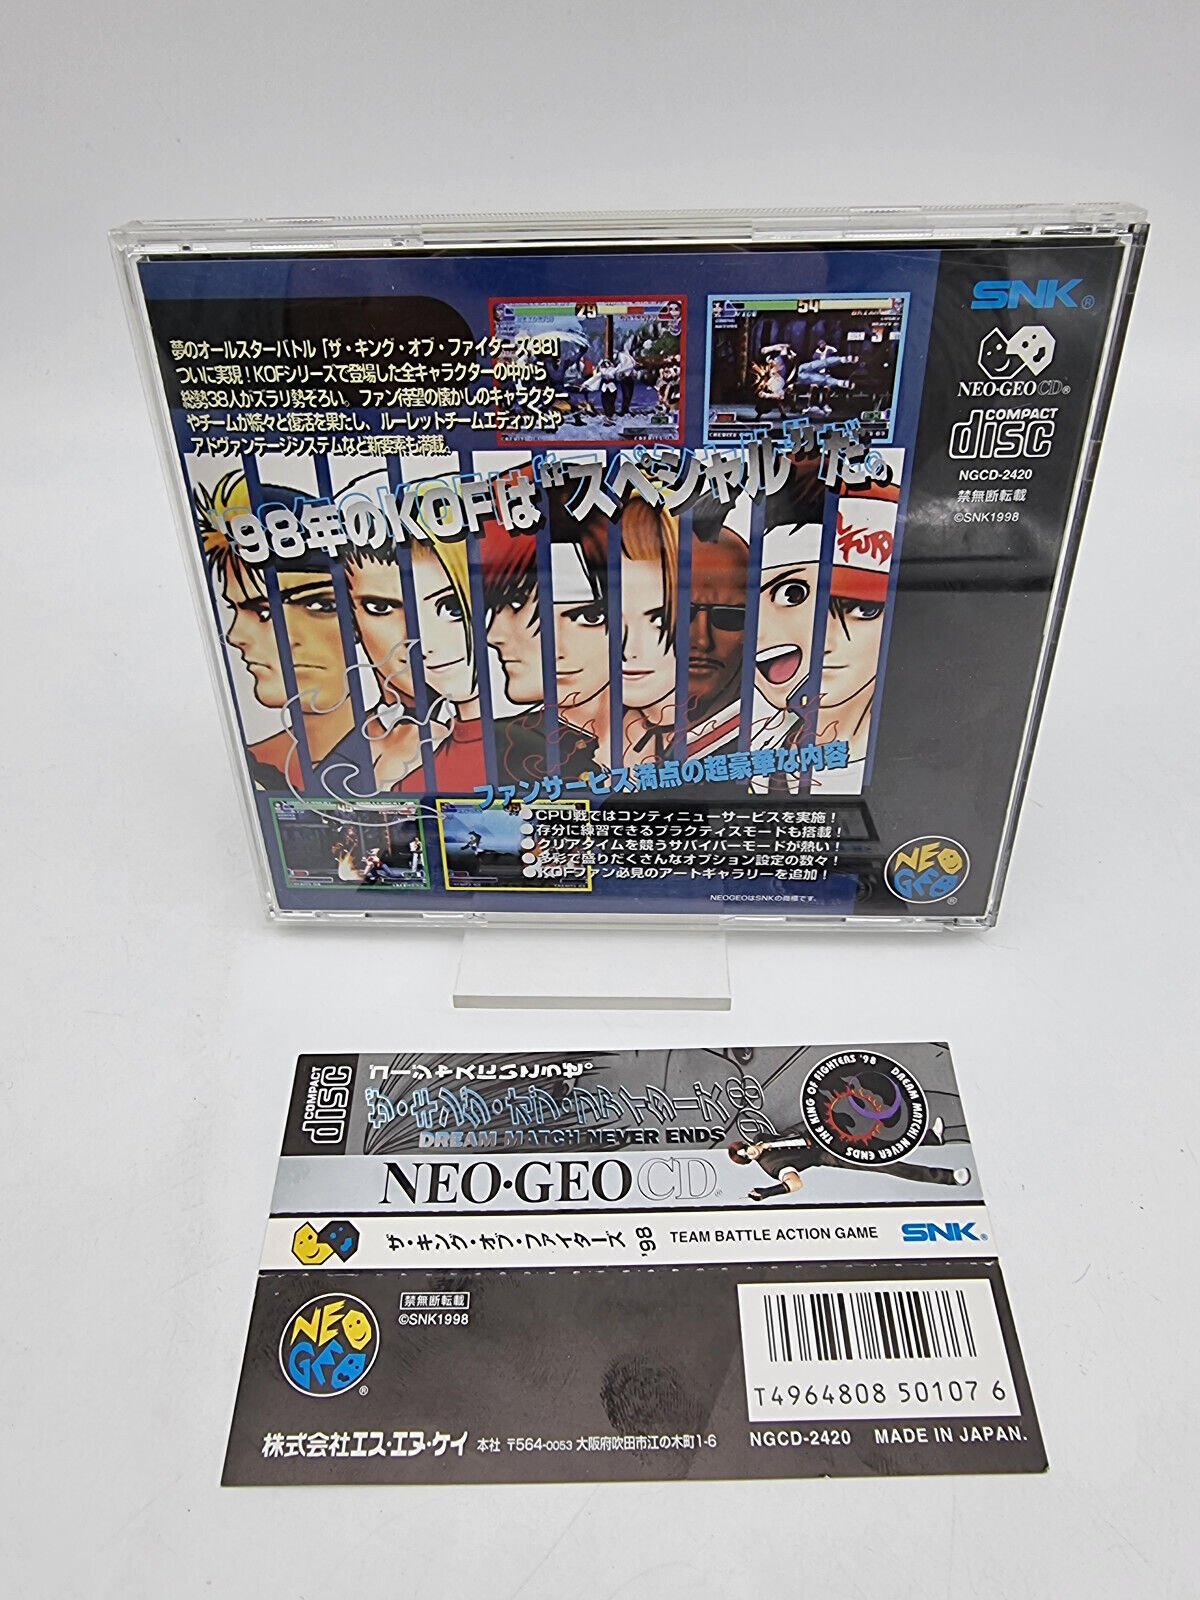 夢のオールスターバトル「ザ・キング・オブ・ファイターズ'98」
ついに実現！KOFシリーズで登場した全キャラクターの中から
総勢38人がズラリ勢ぞろい。ファン待望の懐かしのキャラクター
やチームが続々と復活を果たし、ルーレットチームエディットや
アドヴァンテージシステムなど新要素も満載。
'98年のKOFは"スペシャル"だ。
29
54
SNK®
NEO•GEO CD®
COMPACT
disc
NGCD-2420
禁無断転載
©SNK1998
FURY
ファンサービス満点の超豪華な内容
●CPU戦ではコンティニューサービスを実施！
●存分に練習できるプラクティスモードも搭載！
●クリアタイムを競うサバイバーモードが熱い！
●多彩で盛りだくさんなオプション設定の数々！
●KOFファン必見のアートギャラリーを追加！
NEOGEOはSNKの商標です。
NEO
GEO®
COMPACT
disc
ゴージャスにいこうぜ。
ザ・キング・オブ・ファイターズ'98
DREAM MATCH NEVER ENDS
THE KING OF FIGHTERS '98 DREAM MATCH NEVER ENDS
NEO•GEO CD®
ザ・キング・オブ・ファイターズ '98
TEAM BATTLE ACTION GAME
SNK®
NEO
GEO®
禁無断転載
©SNK1998
T4964808 501076
株式会社エス・エヌ・ケイ 本社 〒564-0053 大阪府吹田市江の木町1-6
NGCD-2420 MADE IN JAPAN.